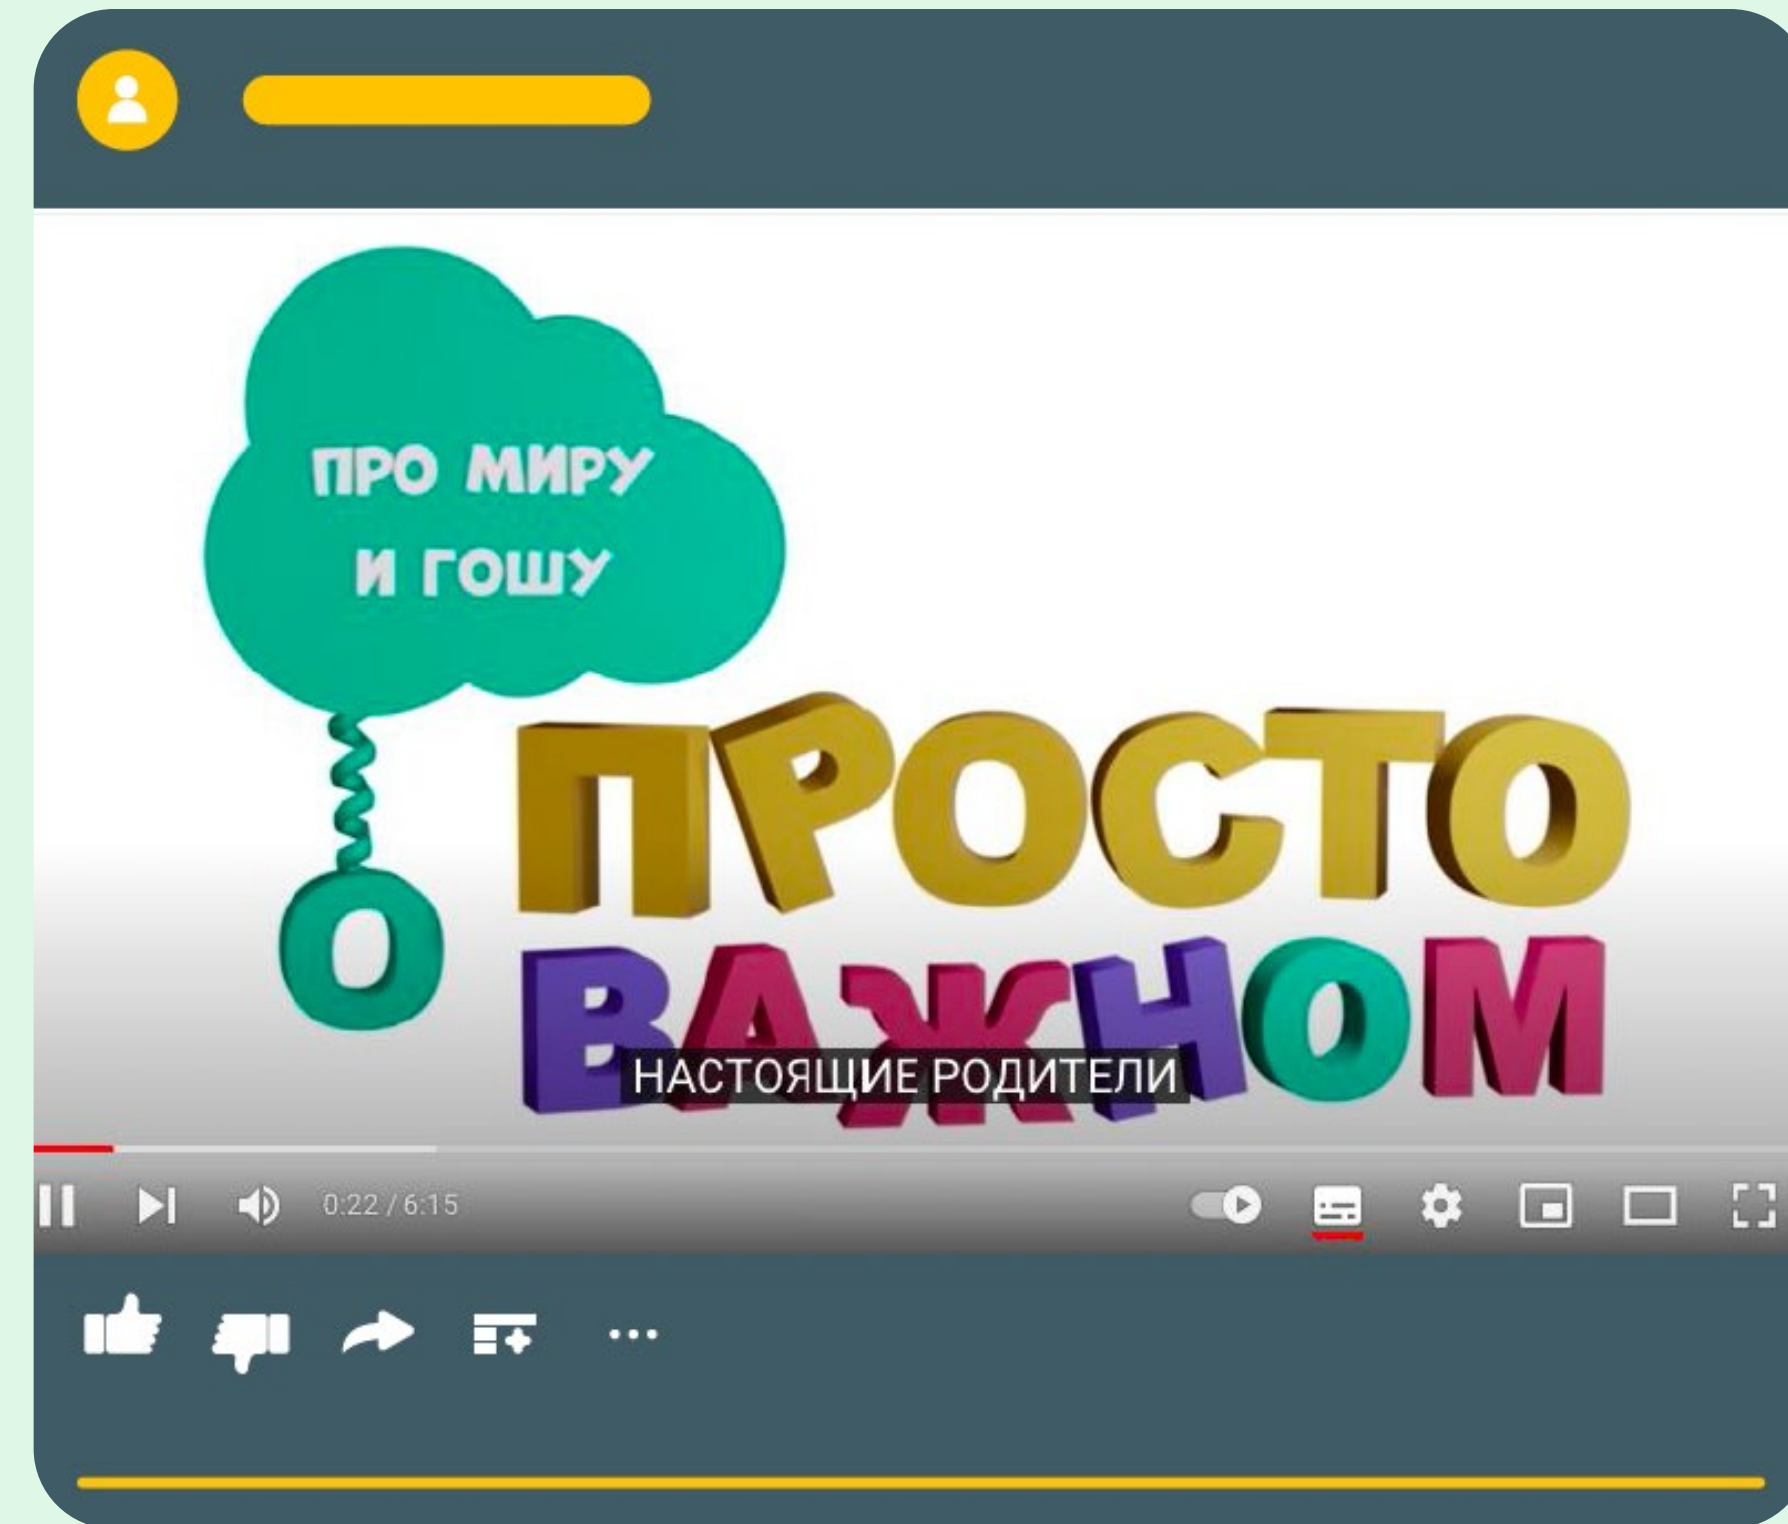 ПРО МИРУ
И ГОШУ
О
ПРОСТО
ВАЖНОМ
НАСТОЯЩИЕ РОДИТЕЛИ
0:22 / 6:15